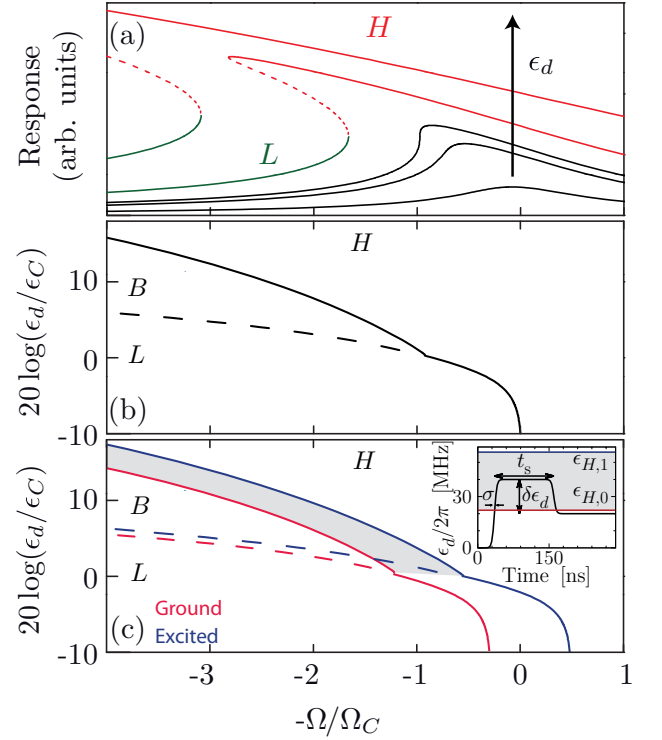 (a)
H
ϵ_d
L
Response
(arb. units)
H
B
L
10
0
-10
20 log(ϵ_d/ϵ_C)
(b)
H
B
L
10
0
-10
20 log(ϵ_d/ϵ_C)
Ground
Excited
(c)
t_s
ϵ_{H,1}
ϵ_{H,0}
σ
δϵ_d
60
30
0
ϵ_d/2π [MHz]
0
150
Time [ns]
-3
-2
-1
0
1
-Ω/Ω_C